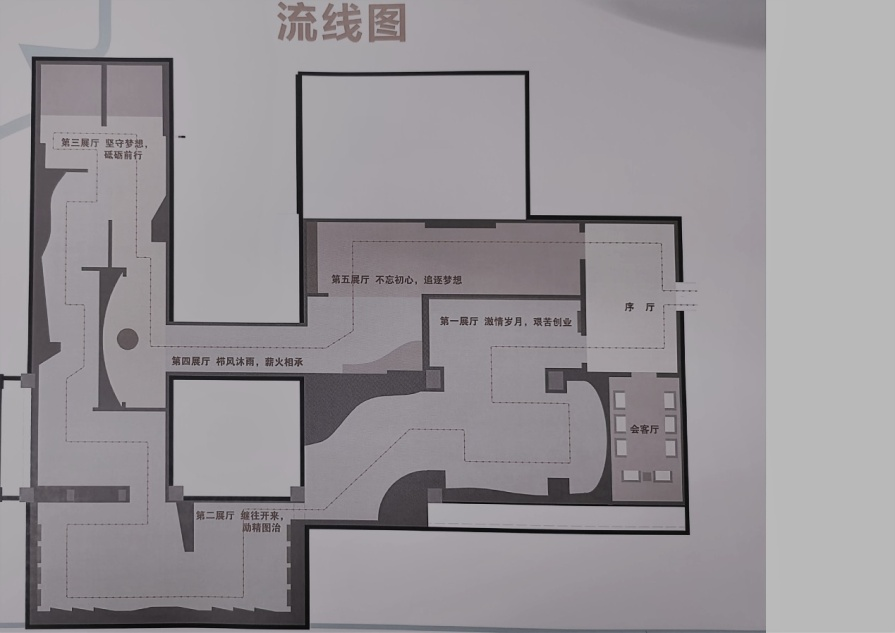 流线图
第三展厅 坚守梦想，
砥砺前行
第五展厅 不忘初心，追逐梦想
序 厅
第一展厅 激情岁月，艰苦创业
第四展厅 栉风沐雨，薪火相承
会客厅
第二展厅 继往开来，
励精图治